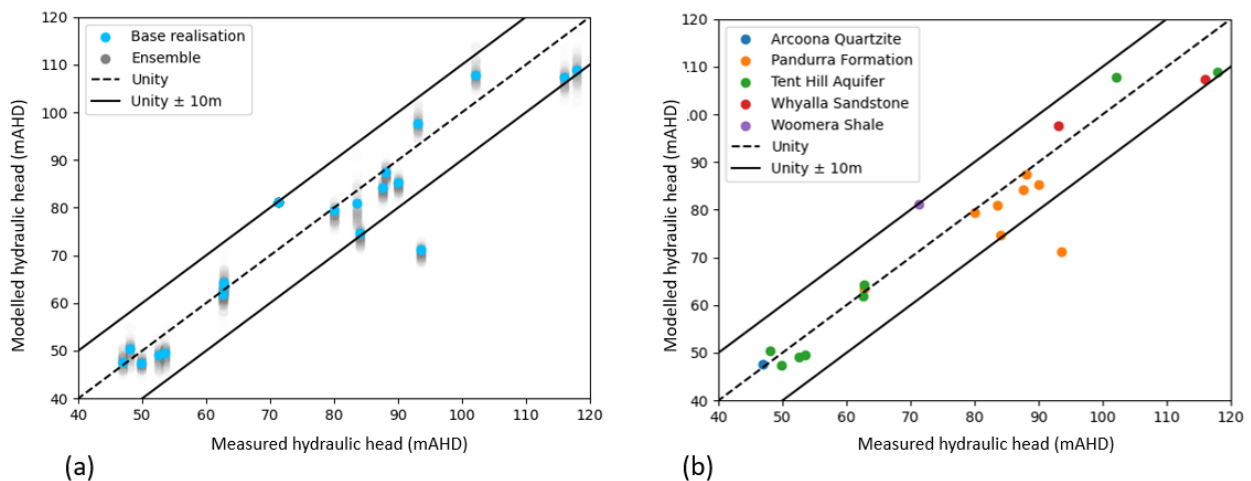 Base realisation
Ensemble
Unity
Unity ± 10m
Modelled hydraulic head (mAHD)
120
110
100
90
80
70
60
50
40
40 50 60 70 80 90 100 110 120
Measured hydraulic head (mAHD)
(a)
Arcoona Quartzite
Pandurra Formation
Tent Hill Aquifer
Whyalla Sandstone
Woomera Shale
Unity
Unity ± 10m
Modelled hydraulic head (mAHD)
120
110
100
90
80
70
60
50
40
40 50 60 70 80 90 100 110 120
Measured hydraulic head (mAHD)
(b)